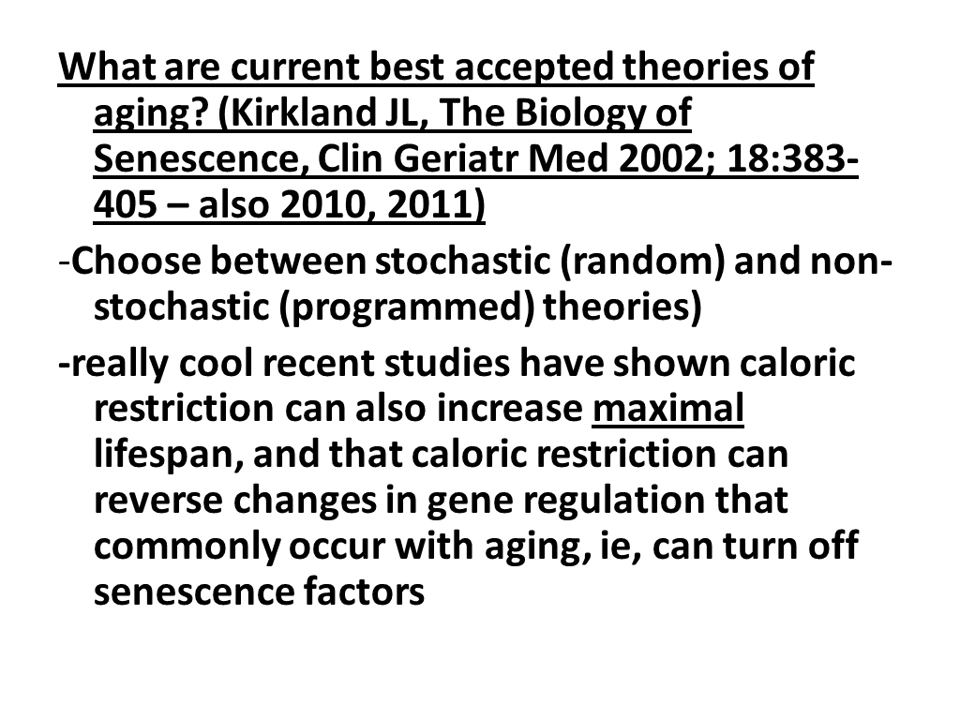 What are current best accepted theories of
aging? (Kirkland JL, The Biology of
Senescence, Clin Geriatr Med 2002; 18:383-
405 – also 2010, 2011)
-Choose between stochastic (random) and non-
stochastic (programmed) theories)
-really cool recent studies have shown caloric
restriction can also increase maximal
lifespan, and that caloric restriction can
reverse changes in gene regulation that
commonly occur with aging, ie, can turn off
senescence factors